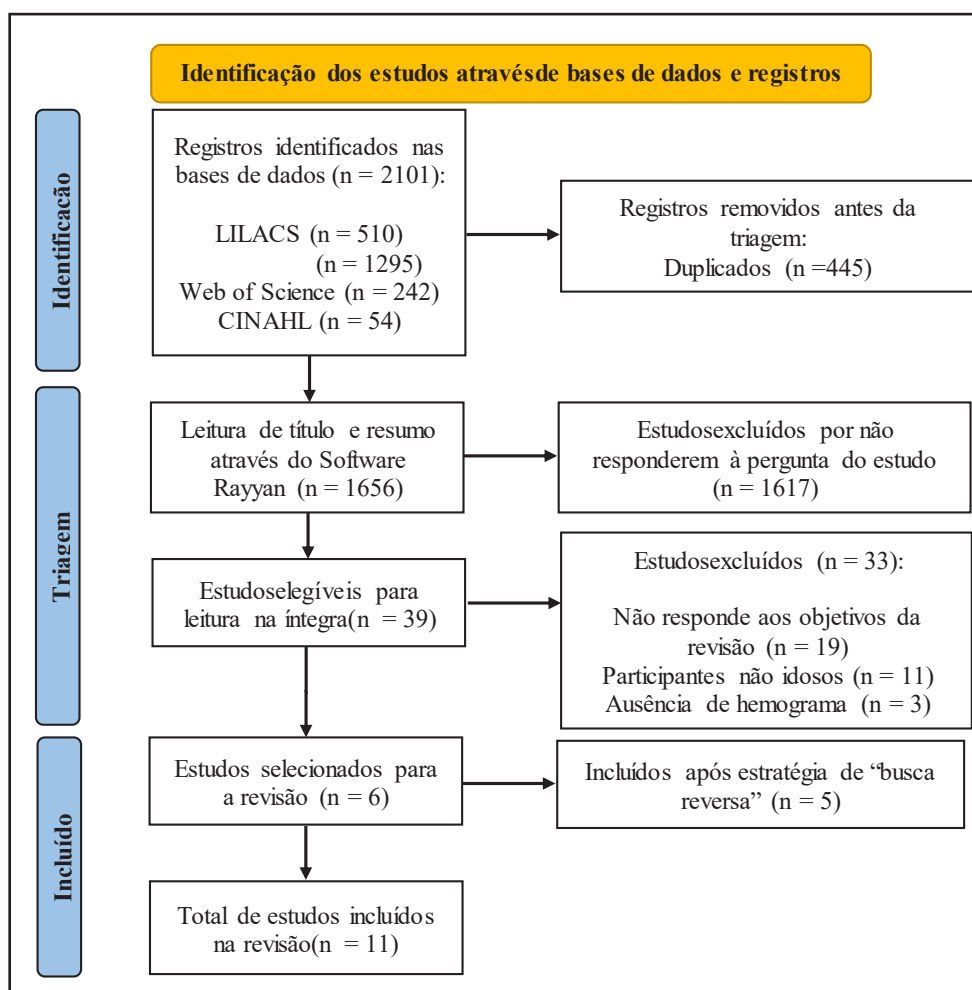 Identificação dos estudos atravésde bases de dados e registros
Identificação
Registros identificados nas
bases de dados (n = 2101):
LILACS (n = 510)
(n = 1295)
Web of Science (n = 242)
CINAHL (n = 54)
Registros removidos antes da
triagem:
Duplicados (n =445)
Triagem
Leitura de título e resumo
através do Software
Rayyan (n = 1656)
Estudosexcluídos por não
responderem à pergunta do estudo
(n = 1617)
Estudoselegíveis para
leitura na íntegra(n = 39)
Estudosexcluídos (n = 33):
Não responde aos objetivos da
revisão (n = 19)
Participantes não idosos (n = 11)
Ausência de hemograma (n = 3)
Incluído
Estudos selecionados para
a revisão (n = 6)
Incluídos após estratégia de “busca
reversa” (n = 5)
Total de estudos incluídos
na revisão(n = 11)